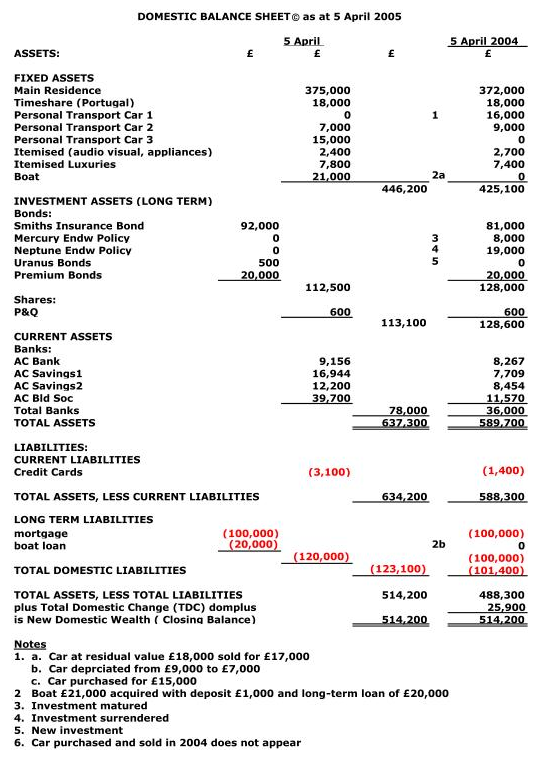 DOMESTIC BALANCE SHEET© as at 5 April 2005
5 April 5 April 2004
ASSETS: £ £ £ £
FIXED ASSETS
Main Residence 375,000 372,000
Timeshare (Portugal) 18,000 18,000
Personal Transport Car 1 0 1 16,000
Personal Transport Car 2 7,000 9,000
Personal Transport Car 3 15,000 0
Itemised (audio visual, appliances) 2,400 2,700
Itemised Luxuries 7,800 7,400
Boat 21,000 2a 0
446,200 425,100
INVESTMENT ASSETS (LONG TERM)
Bonds:
Smiths Insurance Bond 92,000 81,000
Mercury Endw Policy 0 3 8,000
Neptune Endw Policy 0 4 19,000
Uranus Bonds 500 5 0
Premium Bonds 20,000 20,000
112,500 128,000
Shares:
P&Q 600 600
113,100 128,600
CURRENT ASSETS
Banks:
AC Bank 9,156 8,267
AC Savings1 16,944 7,709
AC Savings2 12,200 8,454
AC Bld Soc 39,700 11,570
Total Banks 78,000 36,000
TOTAL ASSETS 637,300 589,700
LIABILITIES:
CURRENT LIABILITIES
Credit Cards (3,100) (1,400)
TOTAL ASSETS, LESS CURRENT LIABILITIES 634,200 588,300
LONG TERM LIABILITIES
mortgage (100,000) (100,000)
boat loan (20,000) 2b 0
(120,000) (100,000)
TOTAL DOMESTIC LIABILITIES (123,100) (101,400)
TOTAL ASSETS, LESS TOTAL LIABILITIES 514,200 488,300
plus Total Domestic Change (TDC) domplus 25,900
is New Domestic Wealth ( Closing Balance) 514,200 514,200
Notes
1. a. Car at residual value £18,000 sold for £17,000
b. Car deprciated from £9,000 to £7,000
c. Car purchased for £15,000
2 Boat £21,000 acquired with deposit £1,000 and long-term loan of £20,000
3. Investment matured
4. Investment surrendered
5. New investment
6. Car purchased and sold in 2004 does not appear